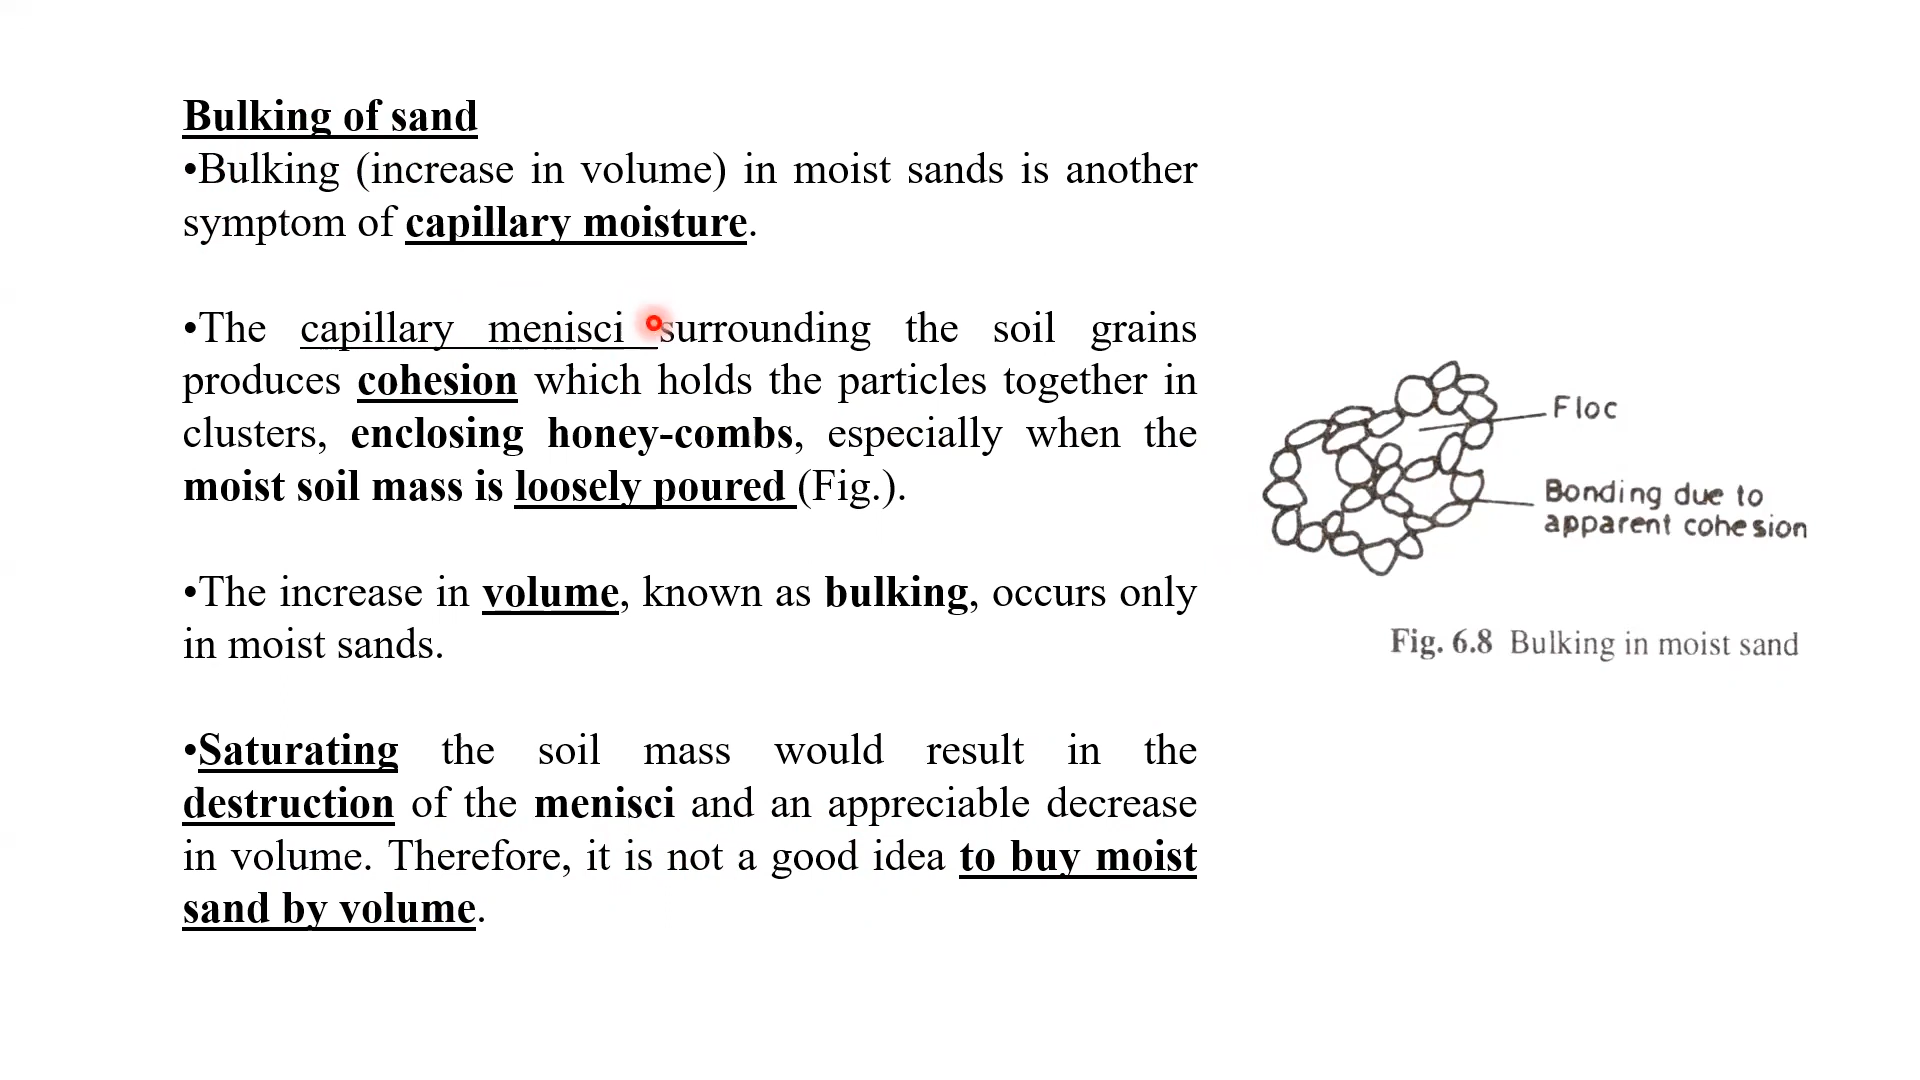 Bulking of sand
•Bulking (increase in volume) in moist sands is another
symptom of capillary moisture.
•The capillary menisci surrounding the soil grains
produces cohesion which holds the particles together in
clusters, enclosing honey-combs, especially when the
moist soil mass is loosely poured (Fig.).
•The increase in volume, known as bulking, occurs only
in moist sands.
•Saturating the soil mass would result in the
destruction of the menisci and an appreciable decrease
in volume. Therefore, it is not a good idea to buy moist
sand by volume.
Floc
Bonding due to
apparent cohesion
Fig. 6.8 Bulking in moist sand